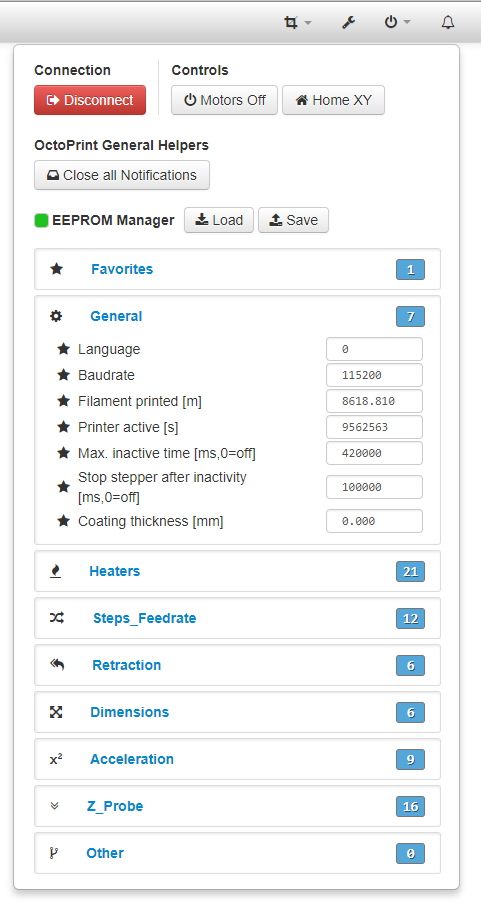 Connection
Controls
Disconnect
Motors Off
Home XY
OctoPrint General Helpers
Close all Notifications
EEPROM Manager
Load
Save
Favorites 1
General 7
Language 0
Baudrate 115200
Filament printed [m] 8618.810
Printer active [s] 9562563
Max. inactive time [ms,0=off] 420000
Stop stepper after inactivity
[ms,0=off] 100000
Coating thickness [mm] 0.000
Heaters 21
Steps_Feedrate 12
Retraction 6
Dimensions 6
x² Acceleration 9
Z_Probe 16
Other 0